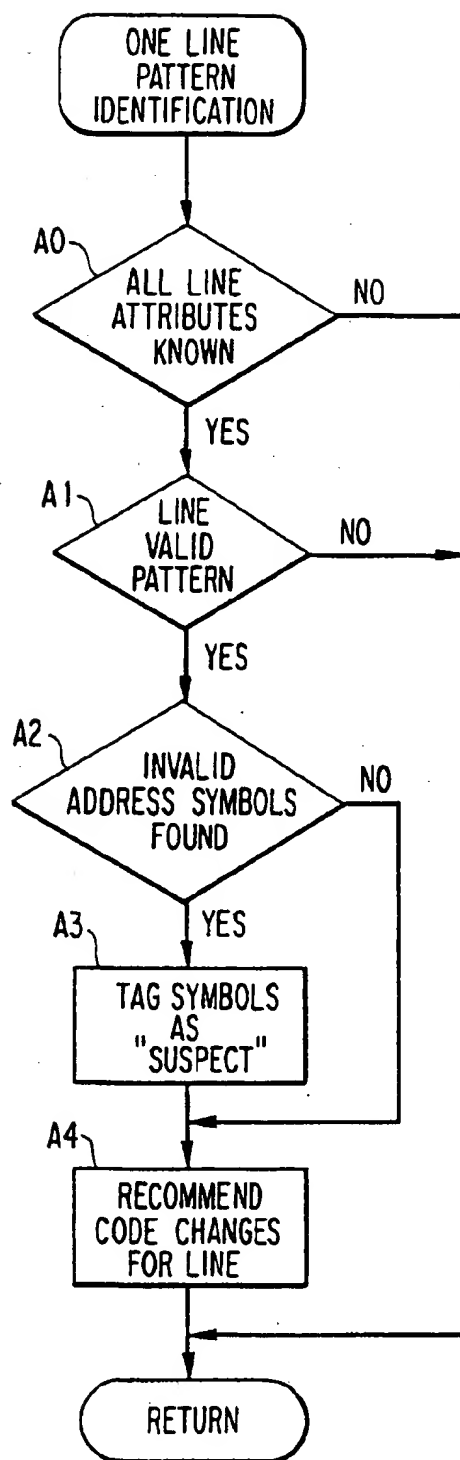 ONE LINE
PATTERN
IDENTIFICATION
A0
ALL LINE
ATTRIBUTES
KNOWN
NO
YES
A1
LINE
VALID
PATTERN
NO
YES
A2
INVALID
ADDRESS SYMBOLS
FOUND
NO
YES
A3
TAG SYMBOLS
AS
"SUSPECT"
A4
RECOMMEND
CODE CHANGES
FOR LINE
RETURN